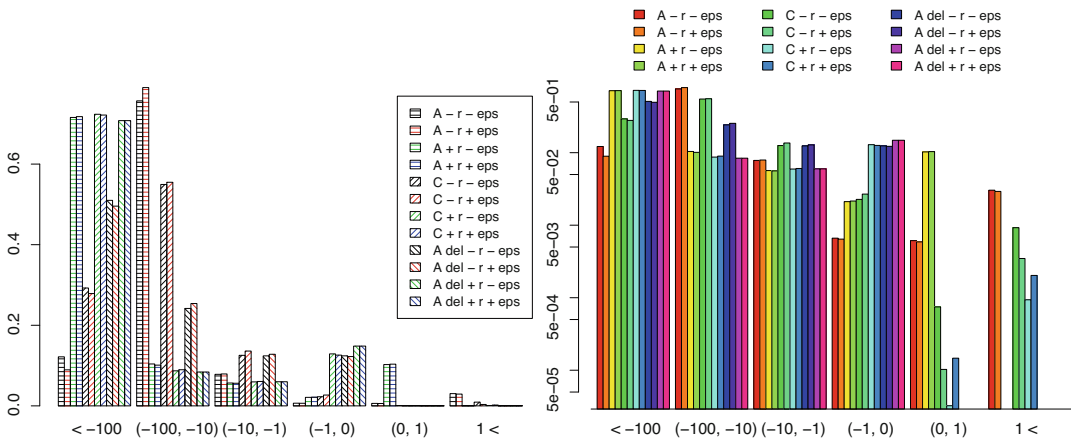 0.0
0.2
0.4
0.6
A − r − eps
A − r + eps
A + r − eps
A + r + eps
C − r − eps
C − r + eps
C + r − eps
C + r + eps
A del − r − eps
A del − r + eps
A del + r − eps
A del + r + eps
< −100
(−100, −10)
(−10, −1)
(−1, 0)
(0, 1)
1 <
A − r − eps
A − r + eps
A + r − eps
A + r + eps
C − r − eps
C − r + eps
C + r − eps
C + r + eps
A del − r − eps
A del − r + eps
A del + r − eps
A del + r + eps
5e−05
5e−04
5e−03
5e−02
5e−01
< −100
(−100, −10)
(−10, −1)
(−1, 0)
(0, 1)
1 <